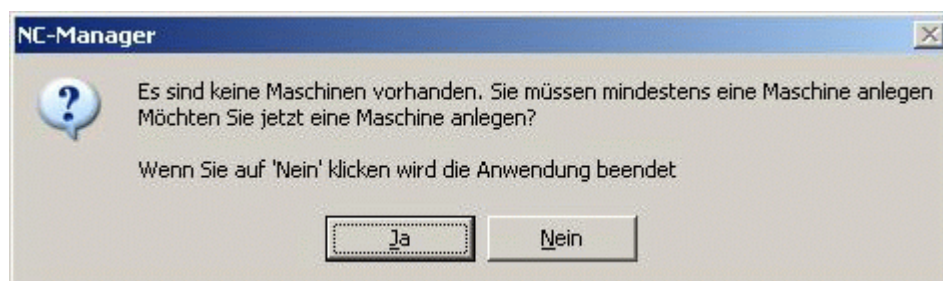 NC-Manager
Es sind keine Maschinen vorhanden. Sie müssen mindestens eine Maschine anlegen
Möchten Sie jetzt eine Maschine anlegen?
Wenn Sie auf 'Nein' klicken wird die Anwendung beendet
Ja
Nein